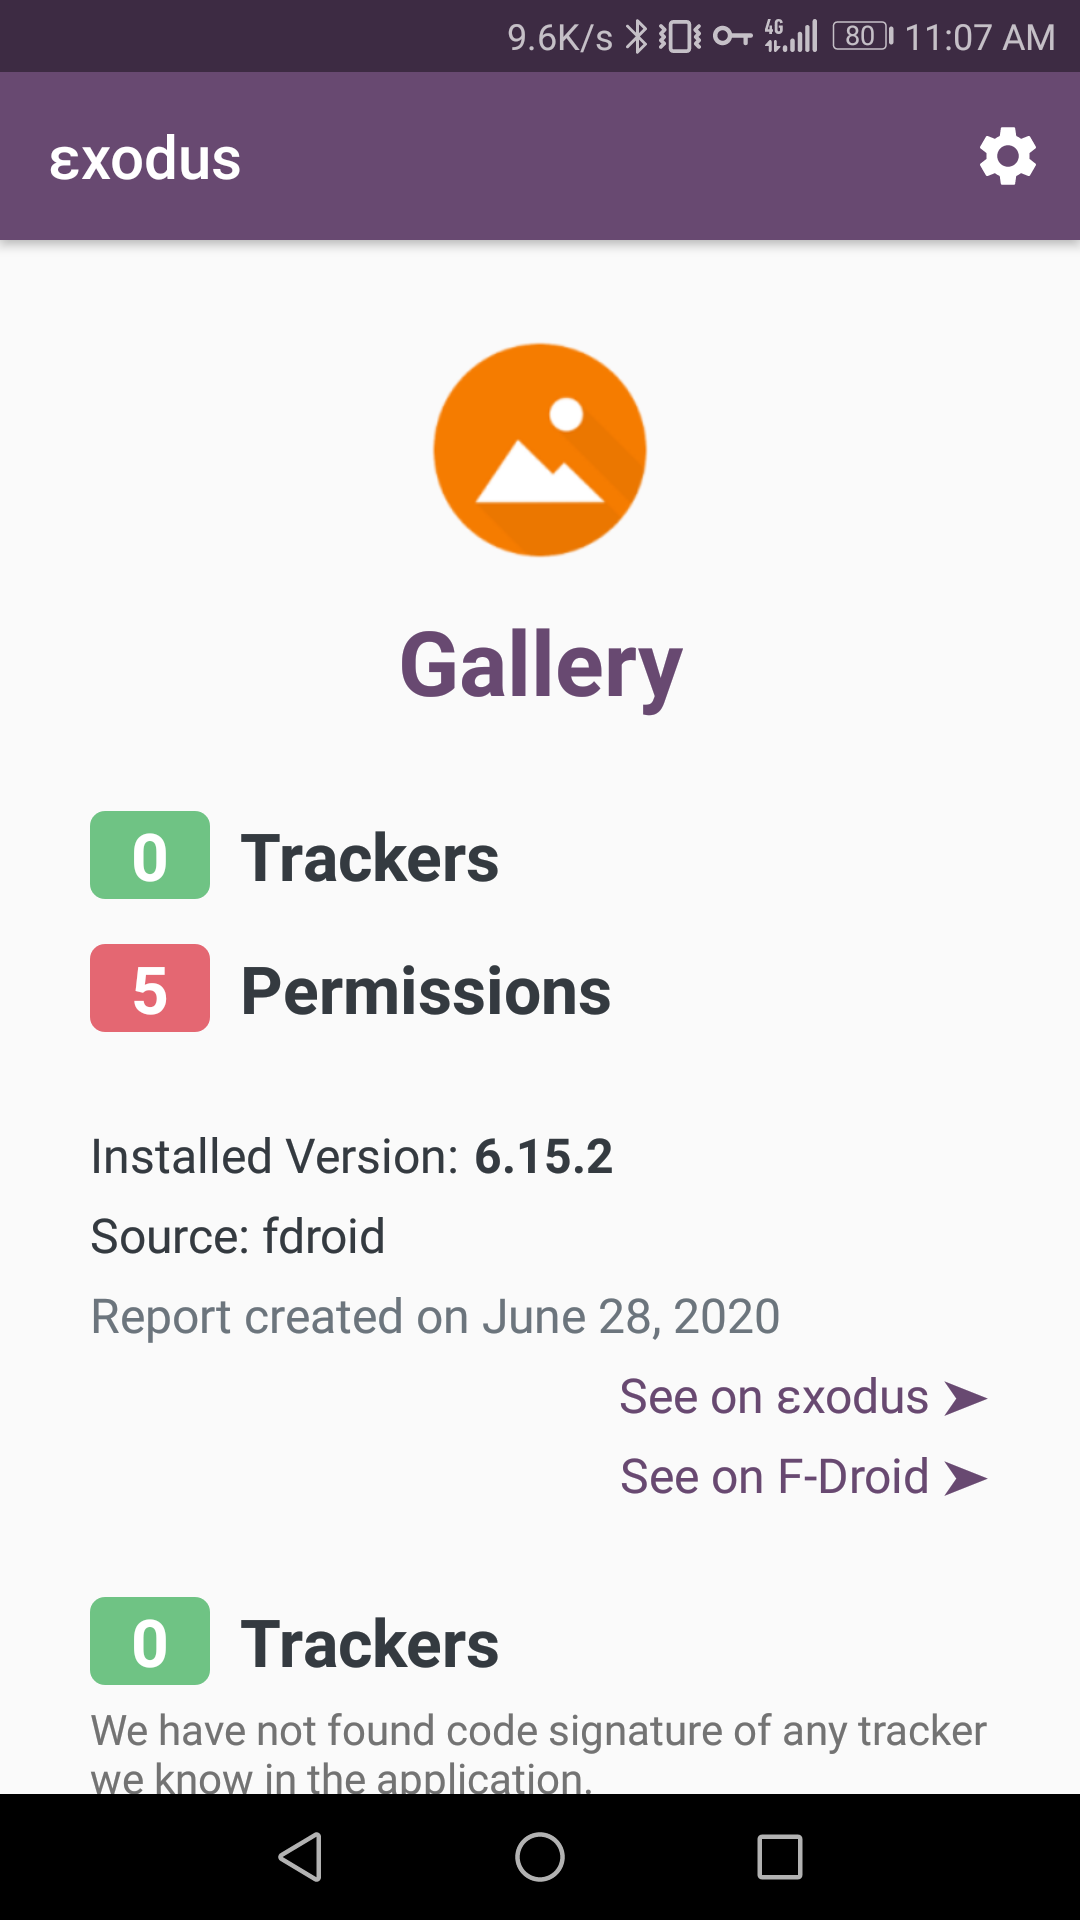 9.6K/s 4G 80 11:07 AM
εxodus
Gallery
0 Trackers
5 Permissions
Installed Version: 6.15.2
Source: fdroid
Report created on June 28, 2020
See on εxodus ➤
See on F-Droid ➤
0 Trackers
We have not found code signature of any tracker
we know in the application.